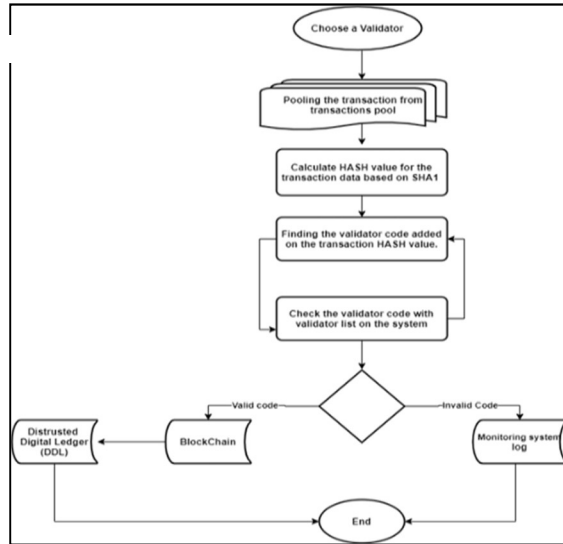 Choose a Validator
Pooling the transaction from
transactions pool
Calculate HASH value for the
transaction data based on SHA1
Finding the validator code added
on the transaction HASH value.
Check the validator code with
validator list on the system
Valid code
Invalid Code
Distrusted
Digital Ledger
(DDL)
BlockChain
Monitoring system
log
End